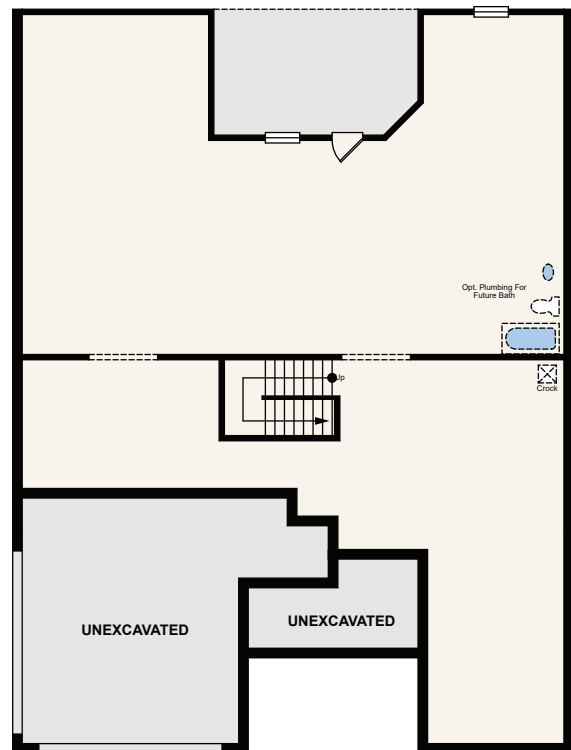 Opt. Plumbing For
Future Bath
Up
Crock
UNEXCAVATED
UNEXCAVATED